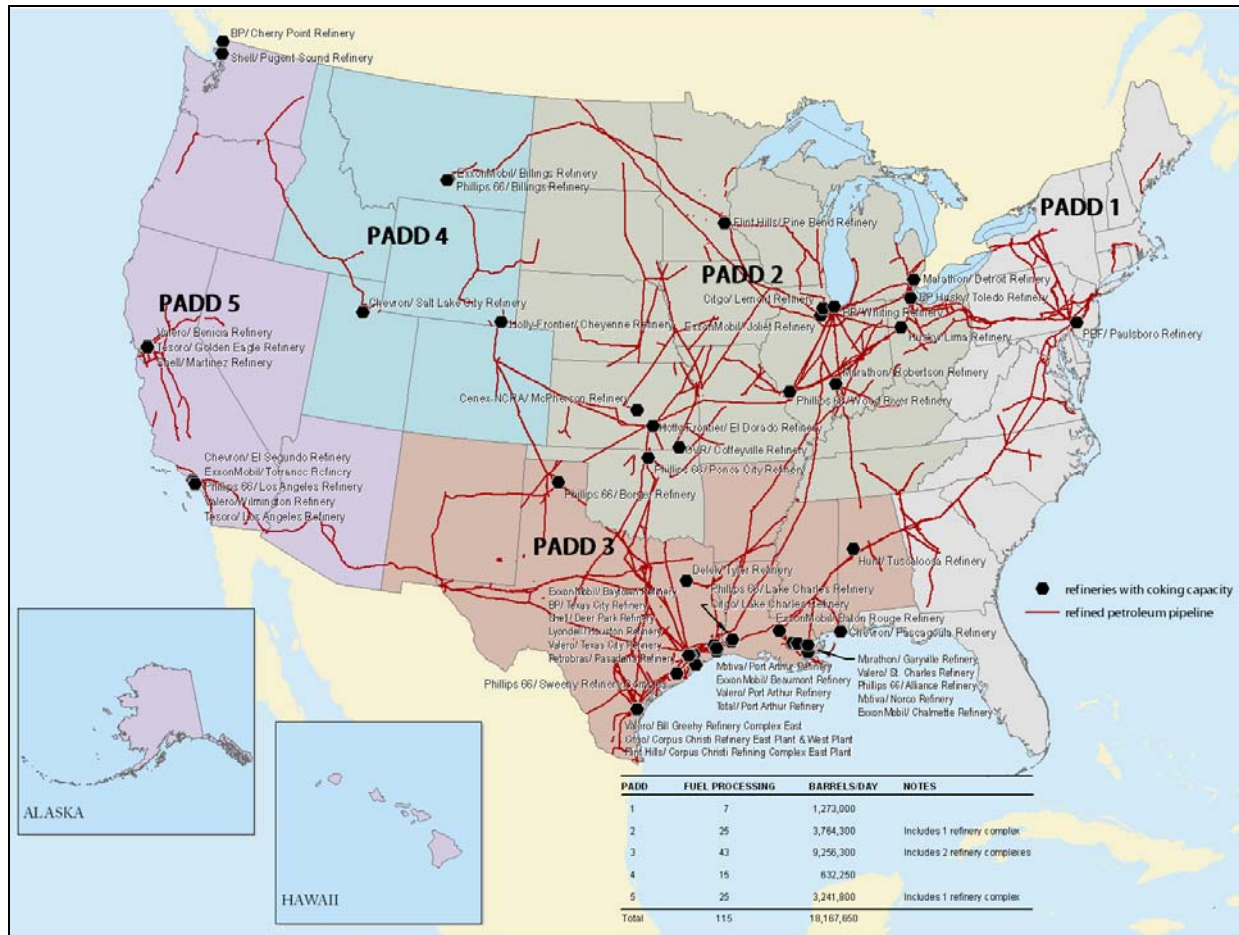 BP/ Cherry Point Refinery
Shell/ Pugent Sound Refinery
ExxonMobil/ Billings Refinery
Phillips 66/ Billings Refinery
PADD 1
Flint Hills/ Pine Bend Refinery
PADD 4
PADD 2
Marathon/ Detroit Refinery
Citgo/ Lemont Refinery
BP Husky/ Toledo Refinery
PADD 5
Chevron/ Salt Lake City Refinery
BP/ Whiting Refinery
Valero/ Benicia Refinery
Holly-Frontier/ Cheyenne Refinery
ExxonMobil/ Joliet Refinery
Husky/ Lima Refinery
PBF/ Paulsboro Refinery
Tesoro/ Golden Eagle Refinery
Shell/ Martinez Refinery
Marathon/ Robertson Refinery
Cenex-NCRA/ McPherson Refinery
Phillips 66/ Wood River Refinery
Holly Frontier/ El Dorado Refinery
CVR/ Coffeyville Refinery
Chevron/ El Segundo Refinery
ExxonMobil/ Torrance Refinery
Phillips 66/ Los Angeles Refinery
Valero/ Wilmington Refinery
Tesoro/ Los Angeles Refinery
Phillips 66/ Ponca City Refinery
Phillips 66/ Borger Refinery
PADD 3
Hunt/ Tuscaloosa Refinery
Delek/ Tyler Refinery
Phillips 66/ Lake Charles Refinery
Citgo/ Lake Charles Refinery
ExxonMobil/ Baytown Refinery
BP/ Texas City Refinery
Shell/ Deer Park Refinery
Lyondell/ Houston Refinery
Valero/ Texas City Refinery
Petrobras/ Pasadena Refinery
ExxonMobil/ Baton Rouge Refinery
Chevron/ Pascagoula Refinery
refineries with coking capacity
refined petroleum pipeline
Phillips 66/ Sweeny Refinery Complex
Motiva/ Port Arthur Refinery
ExxonMobil/ Beaumont Refinery
Valero/ Port Arthur Refinery
Total/ Port Arthur Refinery
Marathon/ Garyville Refinery
Valero/ St. Charles Refinery
Phillips 66/ Alliance Refinery
Motiva/ Norco Refinery
ExxonMobil/ Chalmette Refinery
Valero/ Bill Greehy Refinery Complex East
Citgo/ Corpus Christi Refinery East Plant & West Plant
Flint Hills/ Corpus Christi Refining Complex East Plant
ALASKA
HAWAII
PADD FUEL PROCESSING BARRELS/DAY NOTES
1 7 1,273,000
2 25 3,764,300 Includes 1 refinery complex
3 43 9,256,300 Includes 2 refinery complexes
4 15 632,250
5 25 3,241,800 Includes 1 refinery complex
Total 115 18,167,650